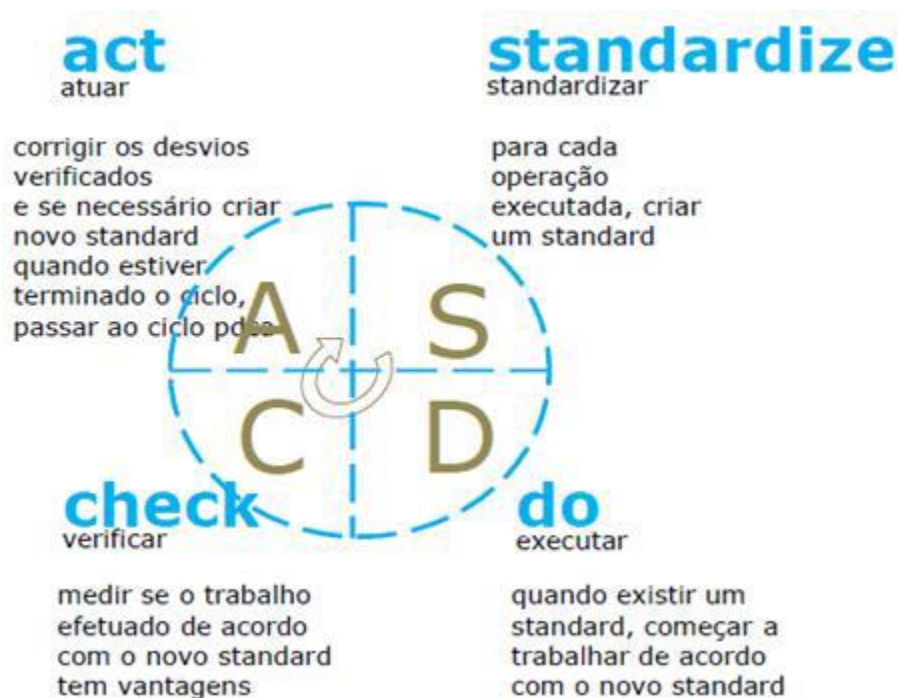 act
atuar
corrigir os desvios
verificados
e se necessário criar
novo standard
quando estiver
terminado o ciclo,
passar ao ciclo pdca
standardize
standardizar
para cada
operação
executada, criar
um standard
A
S
C
D
check
verificar
medir se o trabalho
efetuado de acordo
com o novo standard
tem vantagens
do
executar
quando existir um
standard, começar a
trabalhar de acordo
com o novo standard